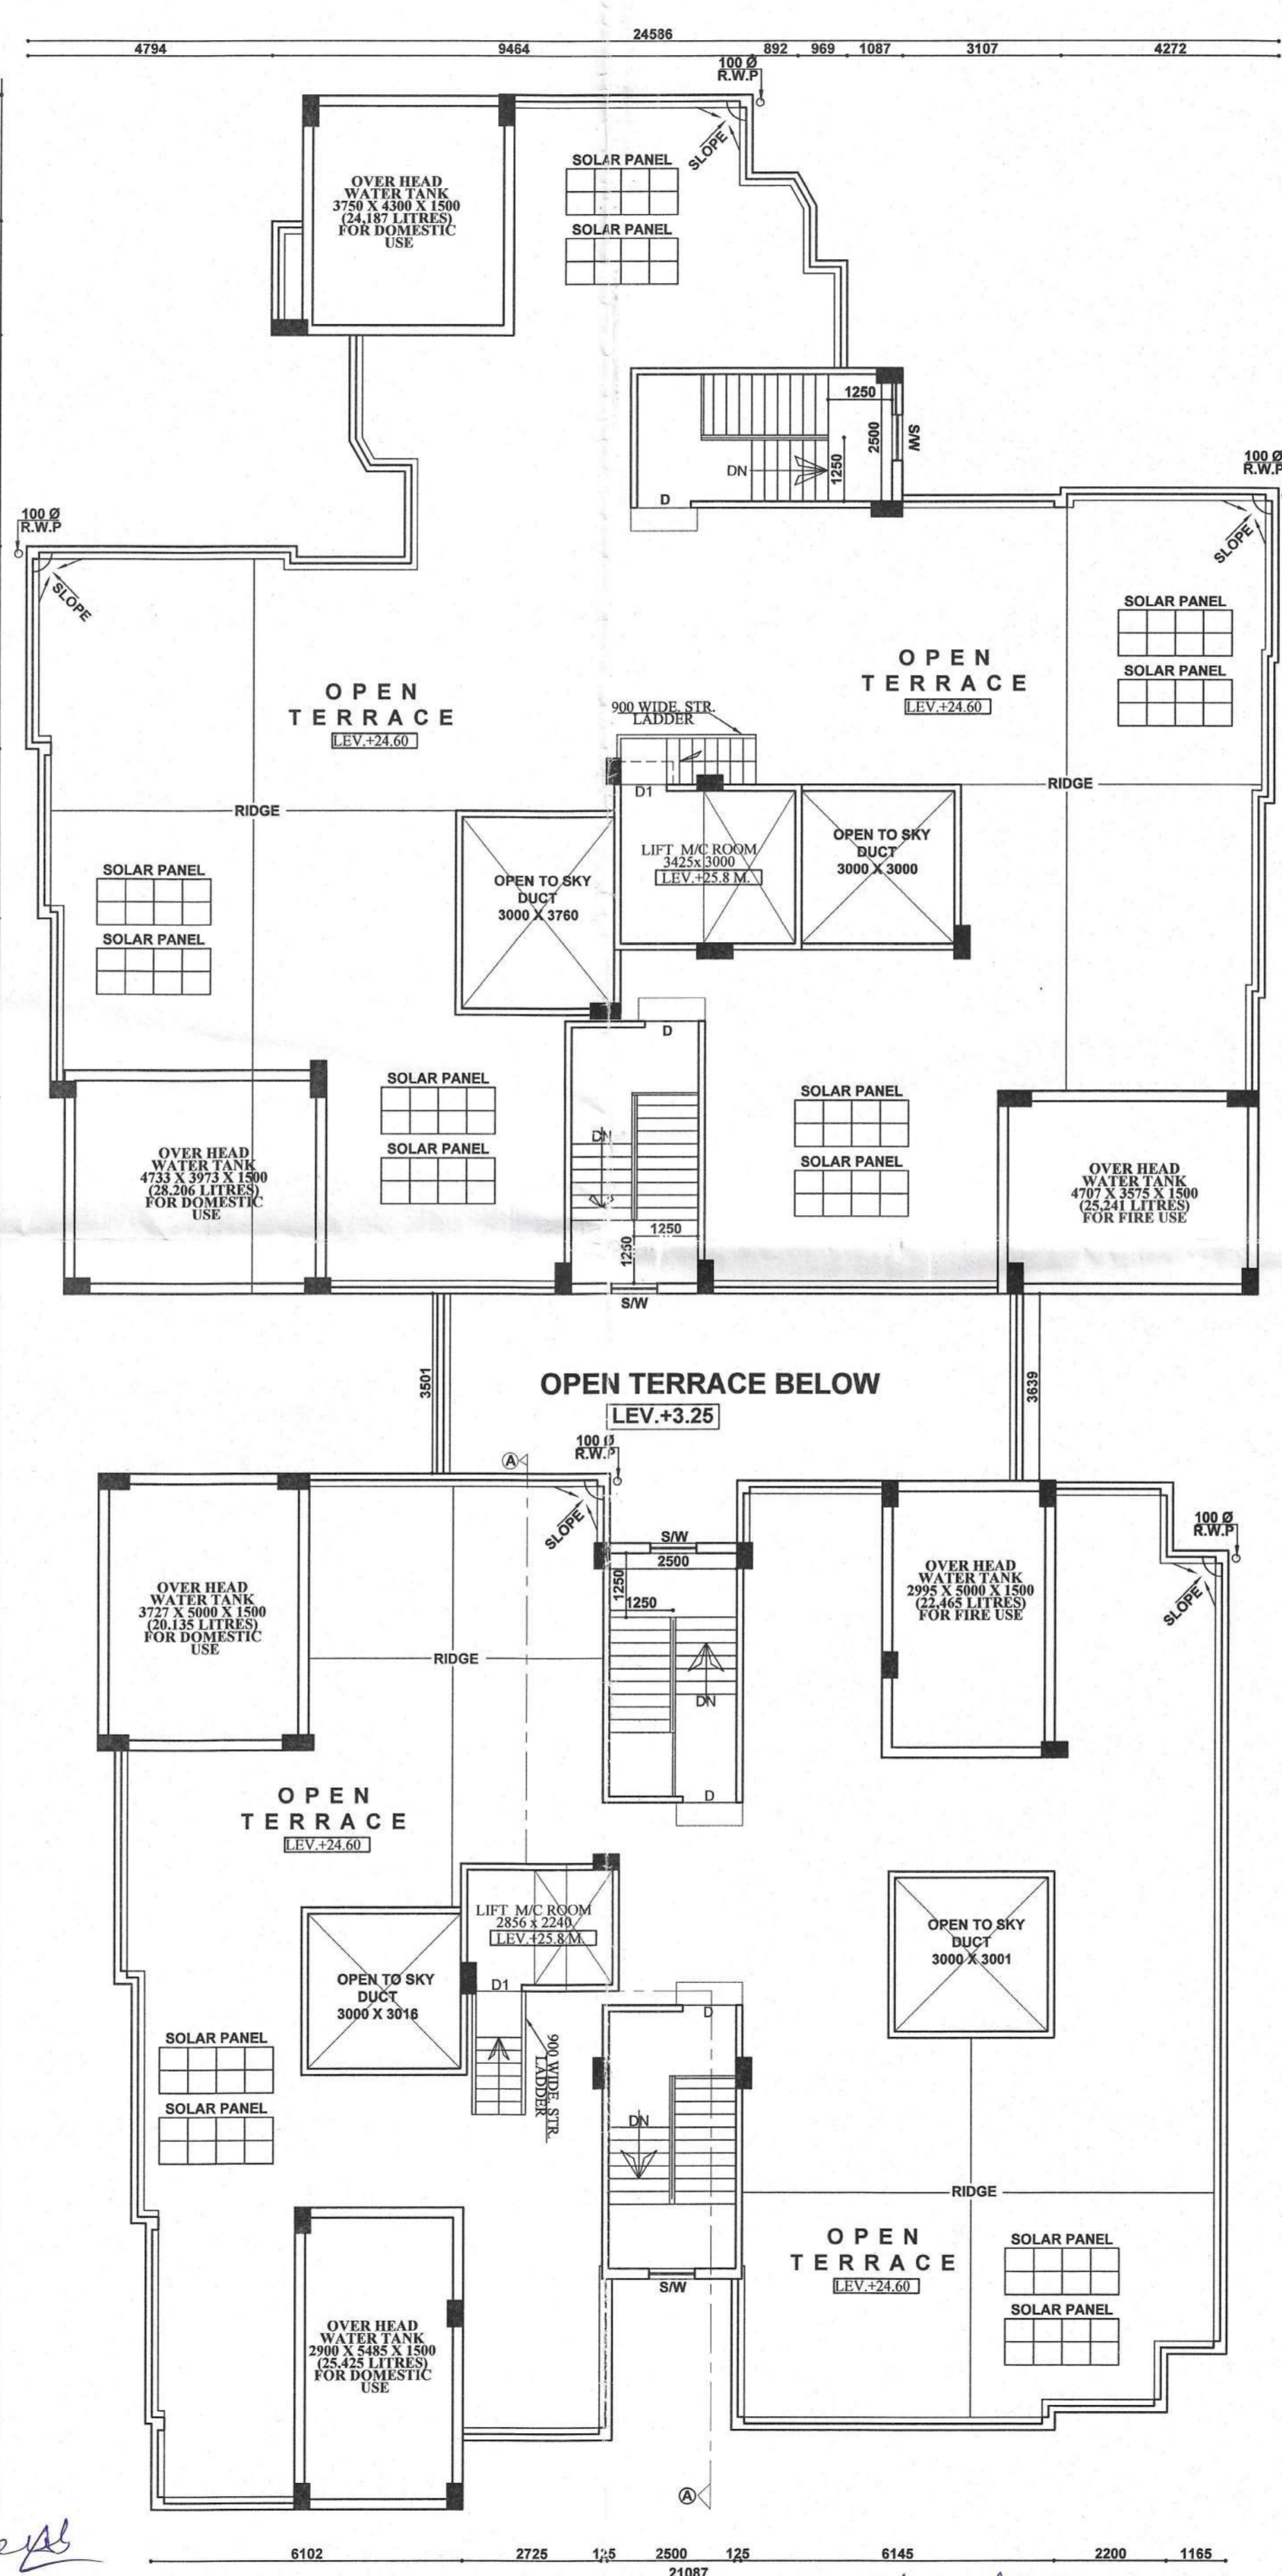 24586
4794
9464
892
969
1087
3107
4272
100 Ø
R.W.P
SLOPE
OVER HEAD
WATER TANK
3750 X 4300 X 1500
(24,187 LITRES)
FOR DOMESTIC
USE
SOLAR PANEL
SOLAR PANEL
1250
2500
S/W
1250
DN
D
100 Ø
R.W.P
SLOPE
100 Ø
R.W.P
SLOPE
SOLAR PANEL
SOLAR PANEL
OPEN
TERRACE
LEV.+24.60
OPEN
TERRACE
LEV.+24.60
900 WIDE. STR.
LADDER
D1
RIDGE
RIDGE
LIFT M/C ROOM
3425x 3000
LEV.+25.8 M.
OPEN TO SKY
DUCT
3000 X 3000
OPEN TO SKY
DUCT
3000 X 3760
SOLAR PANEL
SOLAR PANEL
D
SOLAR PANEL
SOLAR PANEL
SOLAR PANEL
SOLAR PANEL
DN
1250
1250
S/W
OVER HEAD
WATER TANK
4733 X 3973 X 1500
(28.206 LITRES)
FOR DOMESTIC
USE
OVER HEAD
WATER TANK
4707 X 3575 X 1500
(25,241 LITRES)
FOR FIRE USE
3501
OPEN TERRACE BELOW
LEV.+3.25
3639
A
100 Ø
R.W.P
SLOPE
S/W
2500
1250
1250
DN
D
100 Ø
R.W.P
SLOPE
OVER HEAD
WATER TANK
3727 X 5000 X 1500
(20.135 LITRES)
FOR DOMESTIC
USE
RIDGE
OVER HEAD
WATER TANK
2995 X 5000 X 1500
(22,465 LITRES)
FOR FIRE USE
OPEN
TERRACE
LEV.+24.60
LIFT M/C ROOM
2856 x 2240
LEV.+25.8 M.
D1
OPEN TO SKY
DUCT
3000 X 3016
OPEN TO SKY
DUCT
3000 X 3001
900 WIDE. STR.
LADDER
SOLAR PANEL
SOLAR PANEL
D
DN
RIDGE
OPEN
TERRACE
LEV.+24.60
SOLAR PANEL
SOLAR PANEL
S/W
OVER HEAD
WATER TANK
2900 X 5485 X 1500
(25.425 LITRES)
FOR DOMESTIC
USE
A
6102
2725
125
2500
125
6145
2200
1165
21087